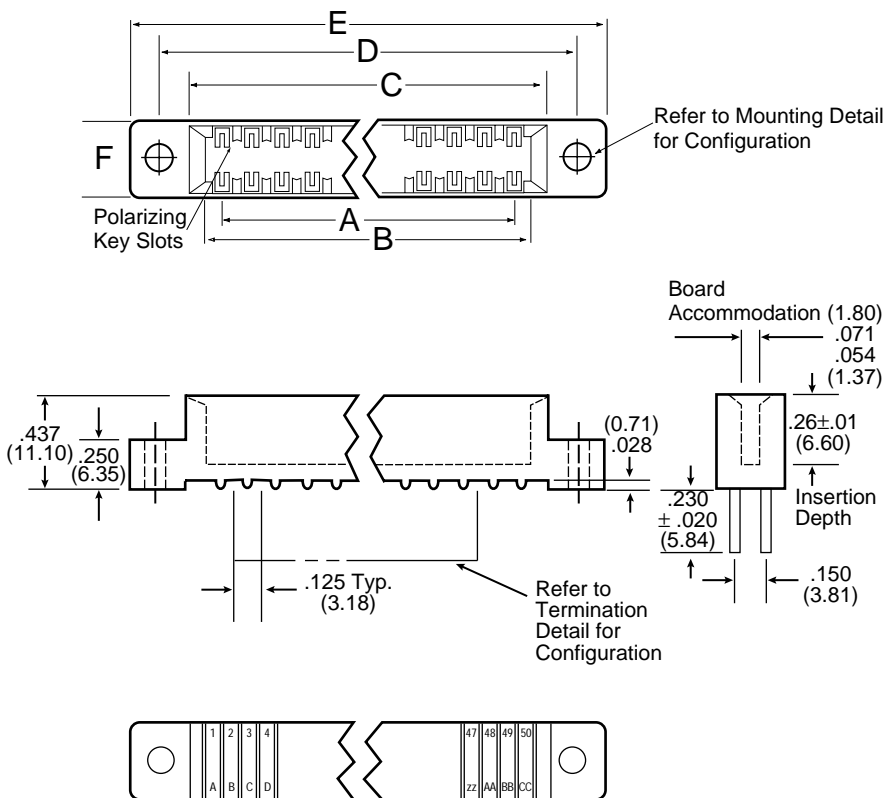 E
D
C
F
Refer to Mounting Detail
for Configuration
Polarizing
Key Slots
A
B
Board
Accommodation (1.80)
.071
.054
(1.37)
.437
(11.10)
.250
(6.35)
(0.71)
.028
.26±.01
(6.60)
.230
± .020
(5.84)
Insertion
Depth
.125 Typ.
(3.18)
.150
(3.81)
Refer to
Termination
Detail for
Configuration
1 2 3 4 47 48 49 50
A B C D zz AA BB CC